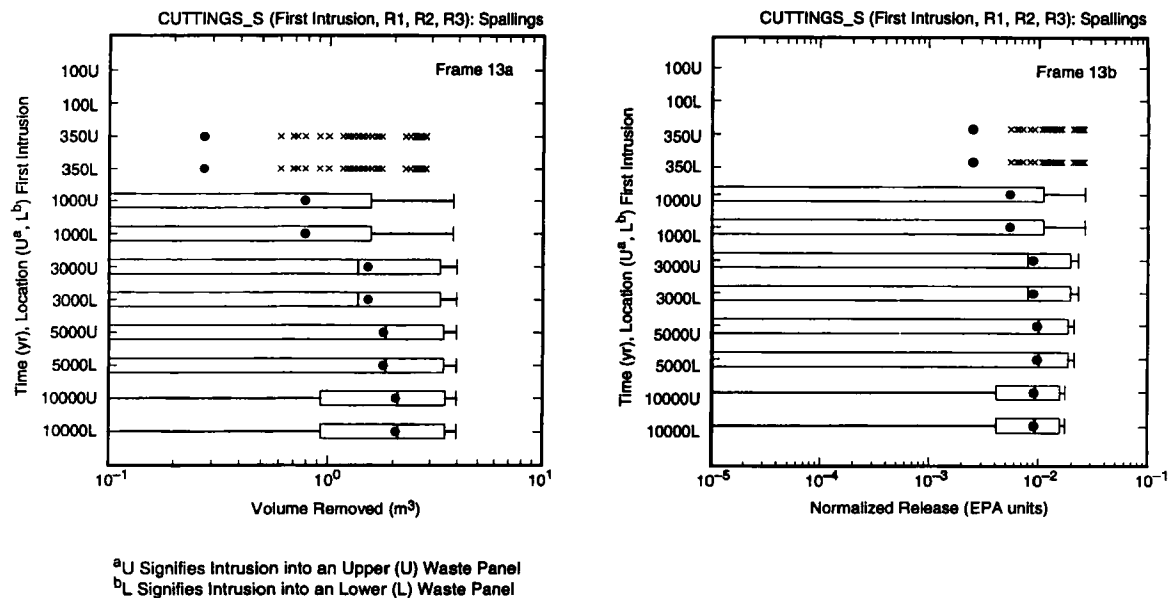 CUTTINGS_S (First Intrusion, R1, R2, R3): Spallings
Frame 13a
Time (yr), Location (Uᵃ, Lᵇ) First Intrusion
100U
100L
350U
350L
1000U
1000L
3000U
3000L
5000U
5000L
10000U
10000L
10⁻¹ 10⁰ 10¹
Volume Removed (m³)
CUTTINGS_S (First Intrusion, R1, R2, R3): Spallings
Frame 13b
Time (yr), Location (Uᵃ, Lᵇ) First Intrusion
100U
100L
350U
350L
1000U
1000L
3000U
3000L
5000U
5000L
10000U
10000L
10⁻⁵ 10⁻⁴ 10⁻³ 10⁻² 10⁻¹
Normalized Release (EPA units)
ᵃU Signifies Intrusion into an Upper (U) Waste Panel
ᵇL Signifies Intrusion into an Lower (L) Waste Panel